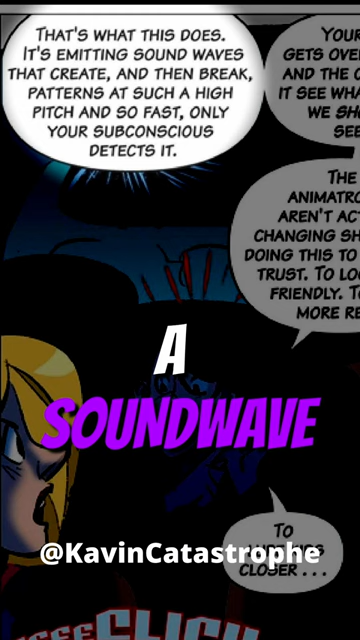 THAT'S WHAT THIS DOES.
IT'S EMITTING SOUND WAVES
THAT CREATE, AND THEN BREAK,
PATTERNS AT SUCH A HIGH
PITCH AND SO FAST, ONLY
YOUR SUBCONSCIOUS
DETECTS IT.
YOUR
GETS OVE
AND THE
IT SEE WHA
WE SH
SEE
THE
ANIMATRO
AREN'T ACT
CHANGING SH
DOING THIS TO
TRUST. TO LO
FRIENDLY. T
MORE RE
A
SOUNDWAVE
TO
@KavinCatastrophe
CLOSER . . .